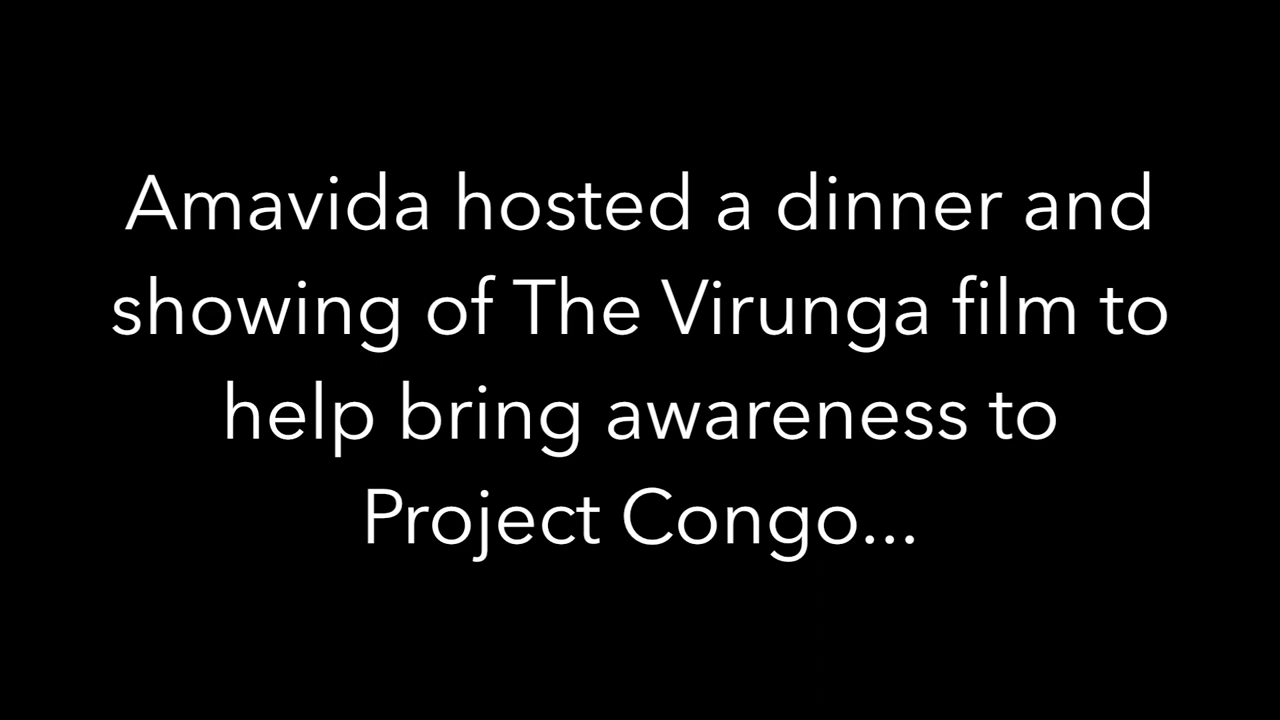 Amavida hosted a dinner and
showing of The Virunga film to
help bring awareness to
Project Congo...